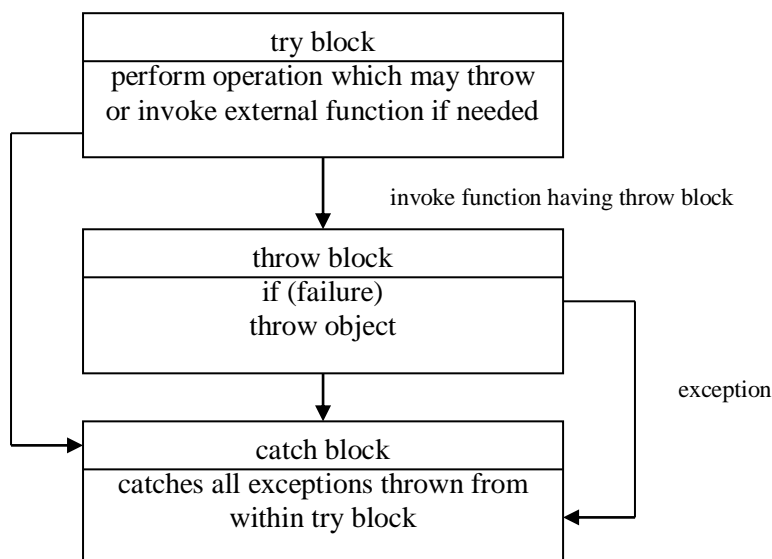 try block
perform operation which may throw
or invoke external function if needed
invoke function having throw block
throw block
if (failure)
throw object
exception
catch block
catches all exceptions thrown from
within try block